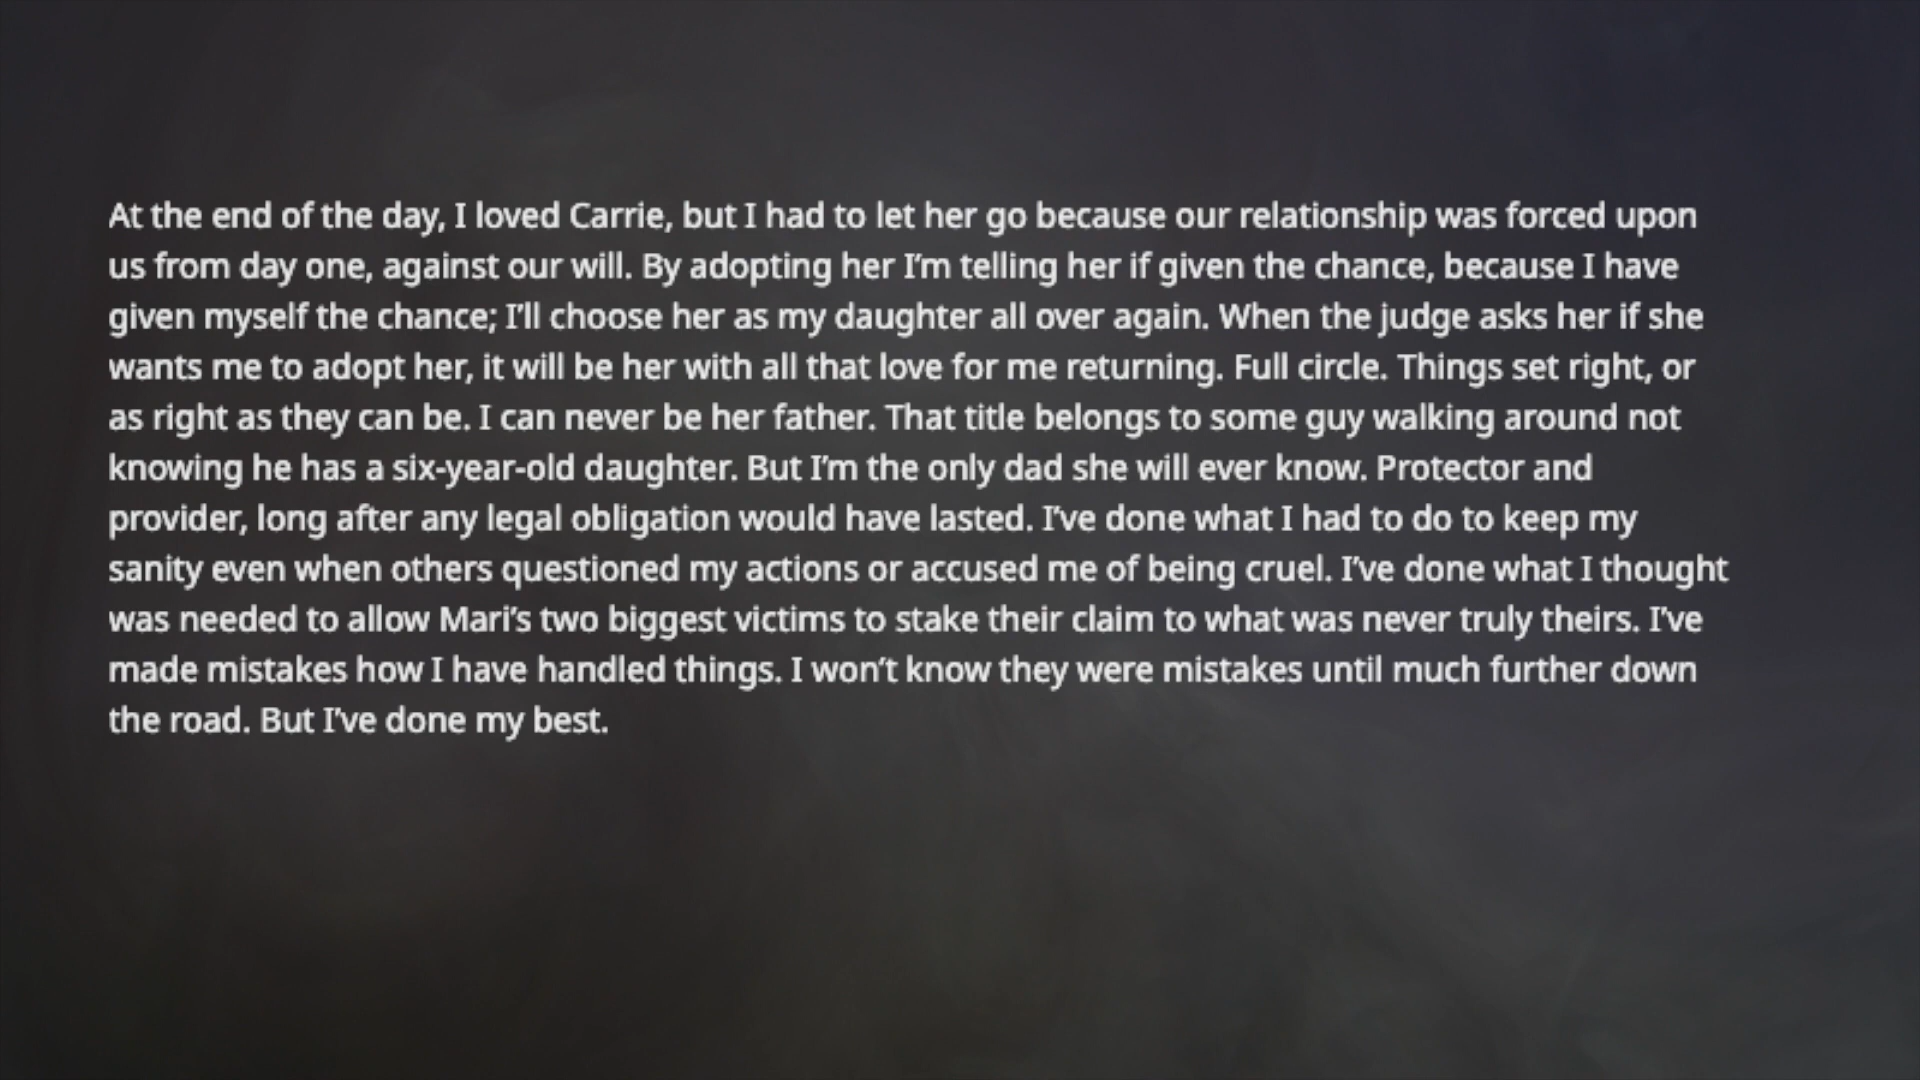 At the end of the day, I loved Carrie, but I had to let her go because our relationship was forced upon
us from day one, against our will. By adopting her I’m telling her if given the chance, because I have
given myself the chance; I’ll choose her as my daughter all over again. When the judge asks her if she
wants me to adopt her, it will be her with all that love for me returning. Full circle. Things set right, or
as right as they can be. I can never be her father. That title belongs to some guy walking around not
knowing he has a six-year-old daughter. But I’m the only dad she will ever know. Protector and
provider, long after any legal obligation would have lasted. I’ve done what I had to do to keep my
sanity even when others questioned my actions or accused me of being cruel. I’ve done what I thought
was needed to allow Mari’s two biggest victims to stake their claim to what was never truly theirs. I’ve
made mistakes how I have handled things. I won’t know they were mistakes until much further down
the road. But I’ve done my best.